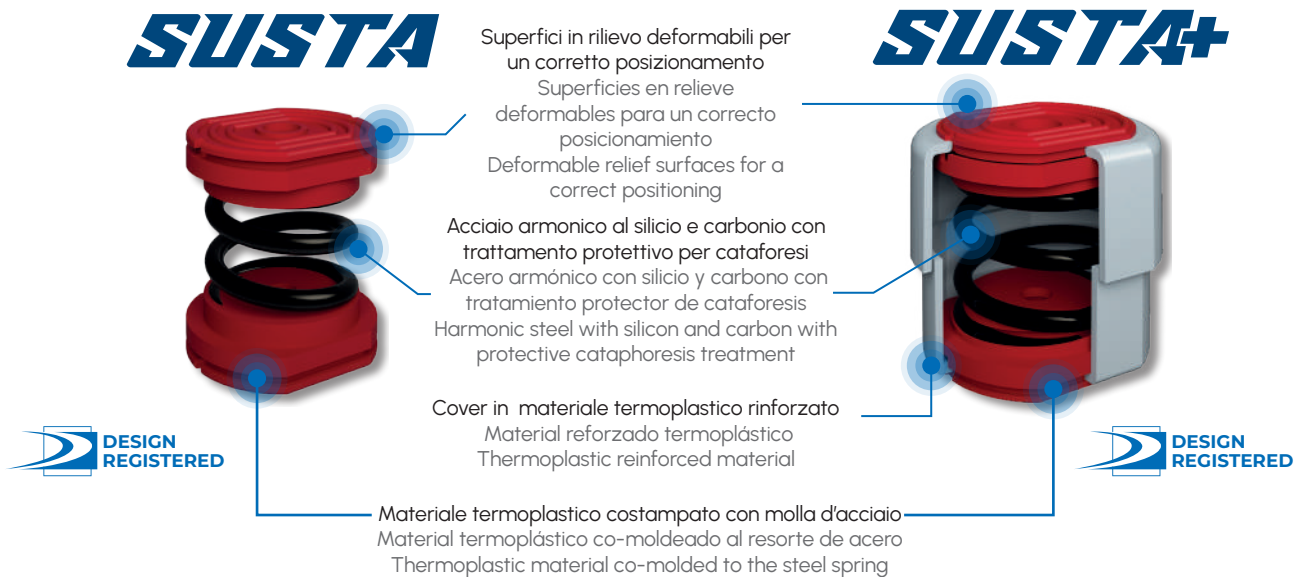 SUSTA
SUSTA+
Superfici in rilievo deformabili per
un corretto posizionamento
Superficies en relieve
deformables para un correcto
posicionamiento
Deformable relief surfaces for a
correct positioning
Acciaio armonico al silicio e carbonio con
trattamento protettivo per cataforesi
Acero armónico con silicio y carbono con
tratamiento protector de cataforesis
Harmonic steel with silicon and carbon with
protective cataphoresis treatment
Cover in materiale termoplastico rinforzato
Material reforzado termoplástico
Thermoplastic reinforced material
DESIGN
REGISTERED
DESIGN
REGISTERED
Materiale termoplastico costampato con molla d'acciaio
Material termoplástico co-moldeado al resorte de acero
Thermoplastic material co-molded to the steel spring